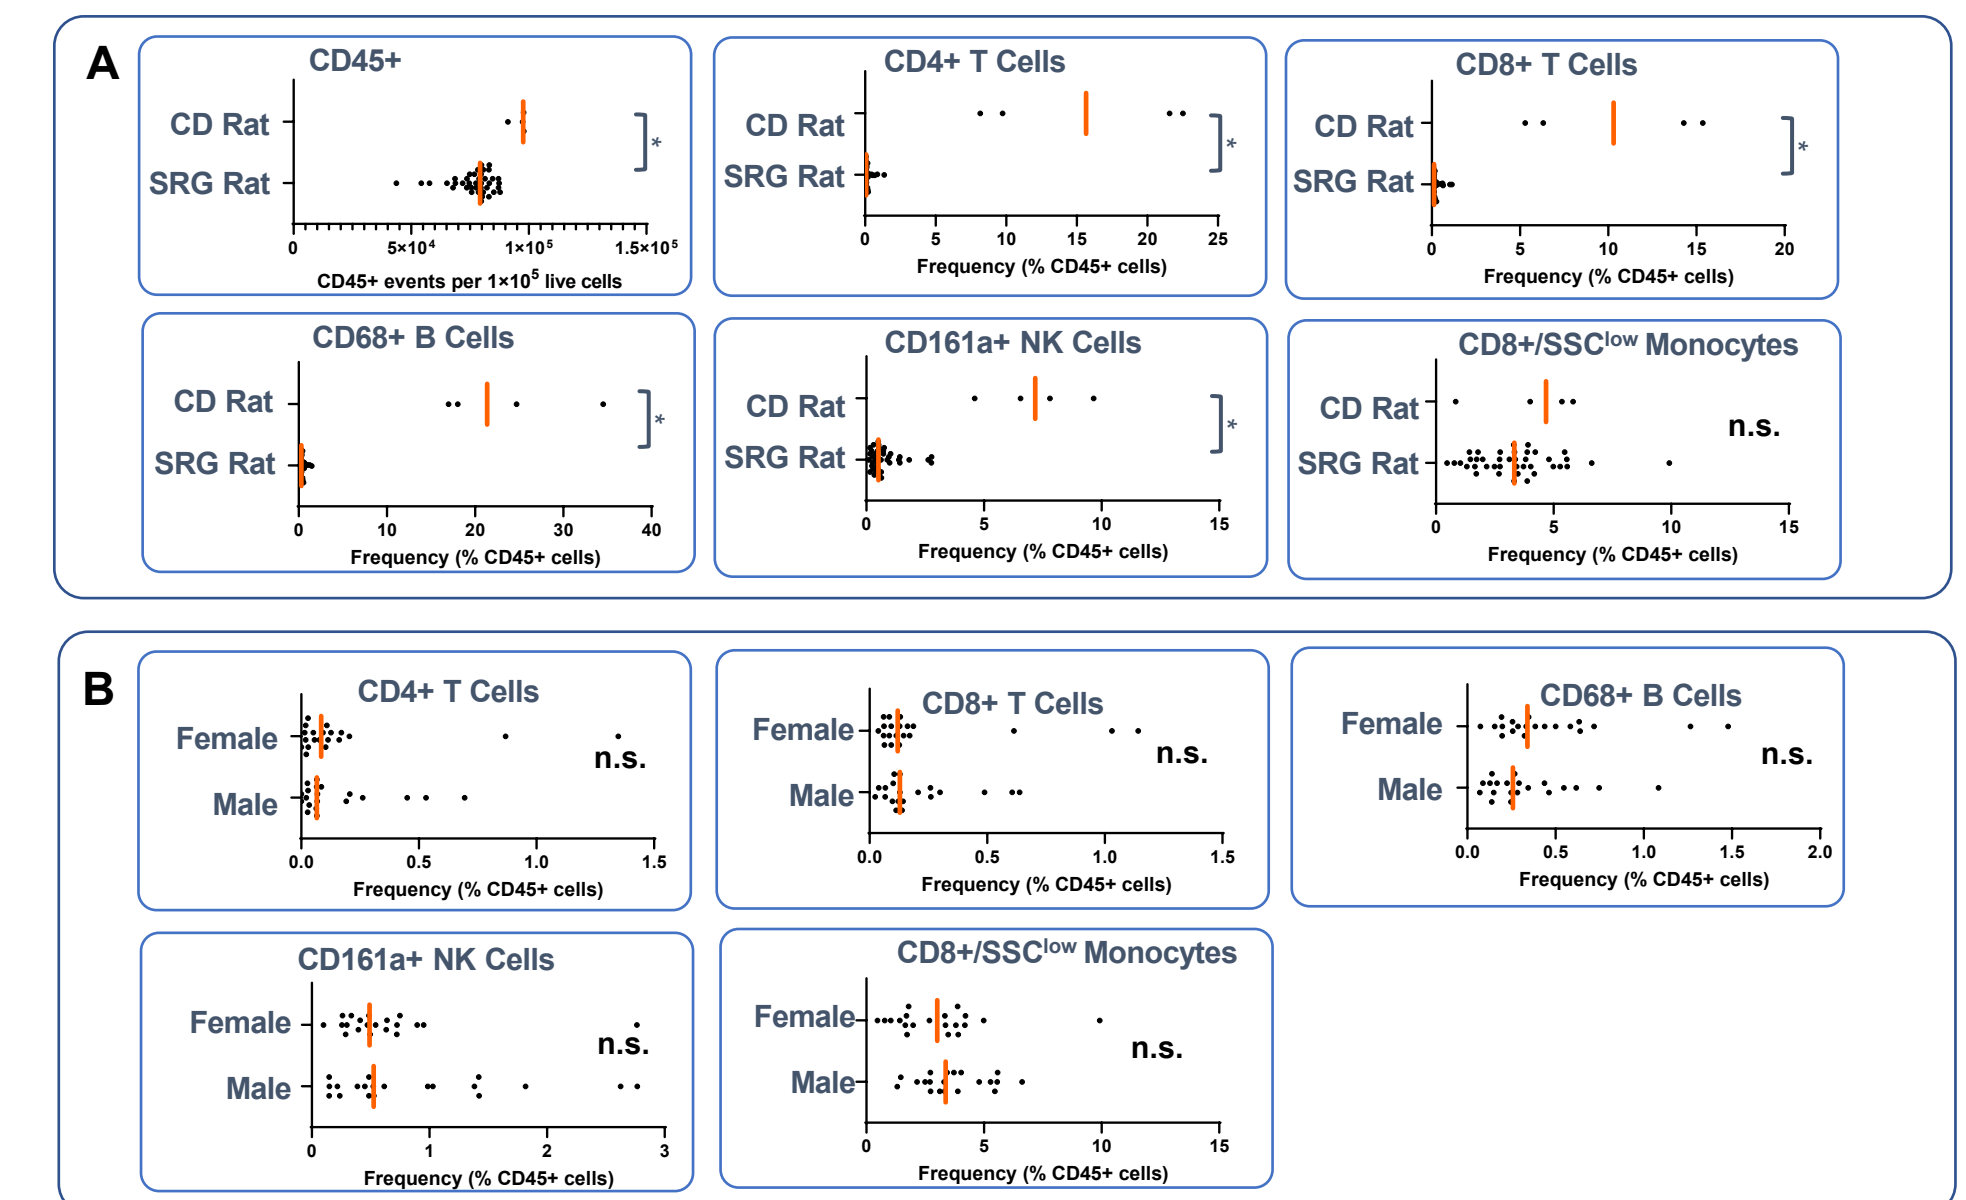 A
CD45+
CD Rat
SRG Rat
*
0 5×10⁴ 1×10⁵ 1.5×10⁵
CD45+ events per 1×10⁵ live cells
CD4+ T Cells
CD Rat
SRG Rat
*
0 5 10 15 20 25
Frequency (% CD45+ cells)
CD8+ T Cells
CD Rat
SRG Rat
*
0 5 10 15 20
Frequency (% CD45+ cells)
CD68+ B Cells
CD Rat
SRG Rat
*
0 10 20 30 40
Frequency (% CD45+ cells)
CD161a+ NK Cells
CD Rat
SRG Rat
*
0 5 10 15
Frequency (% CD45+ cells)
CD8+/SSCˡᵒʷ Monocytes
CD Rat
SRG Rat
n.s.
0 5 10 15
Frequency (% CD45+ cells)
B
CD4+ T Cells
Female
Male
n.s.
0.0 0.5 1.0 1.5
Frequency (% CD45+ cells)
CD8+ T Cells
Female
Male
n.s.
0.0 0.5 1.0 1.5
Frequency (% CD45+ cells)
CD68+ B Cells
Female
Male
n.s.
0.0 0.5 1.0 1.5 2.0
Frequency (% CD45+ cells)
CD161a+ NK Cells
Female
Male
n.s.
0 1 2 3
Frequency (% CD45+ cells)
CD8+/SSCˡᵒʷ Monocytes
Female
Male
n.s.
0 5 10 15
Frequency (% CD45+ cells)